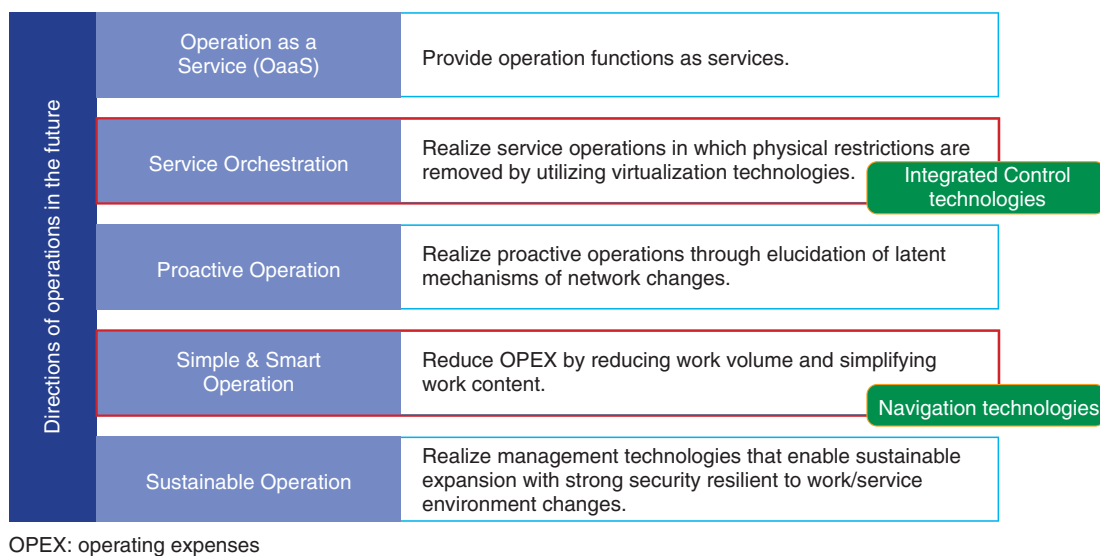 Directions of operations in the future
Operation as a
Service (OaaS)
Provide operation functions as services.
Service Orchestration
Realize service operations in which physical restrictions are
removed by utilizing virtualization technologies.
Integrated Control
technologies
Proactive Operation
Realize proactive operations through elucidation of latent
mechanisms of network changes.
Simple & Smart
Operation
Reduce OPEX by reducing work volume and simplifying
work content.
Navigation technologies
Sustainable Operation
Realize management technologies that enable sustainable
expansion with strong security resilient to work/service
environment changes.
OPEX: operating expenses